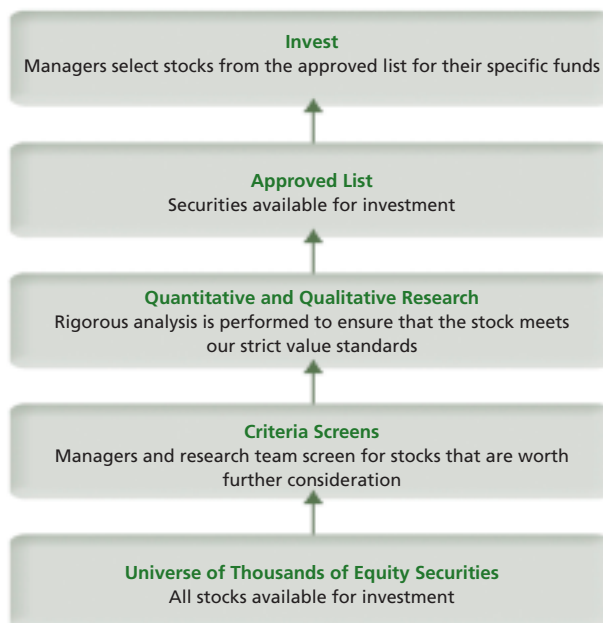 Invest
Managers select stocks from the approved list for their specific funds
Approved List
Securities available for investment
Quantitative and Qualitative Research
Rigorous analysis is performed to ensure that the stock meets
our strict value standards
Criteria Screens
Managers and research team screen for stocks that are worth
further consideration
Universe of Thousands of Equity Securities
All stocks available for investment